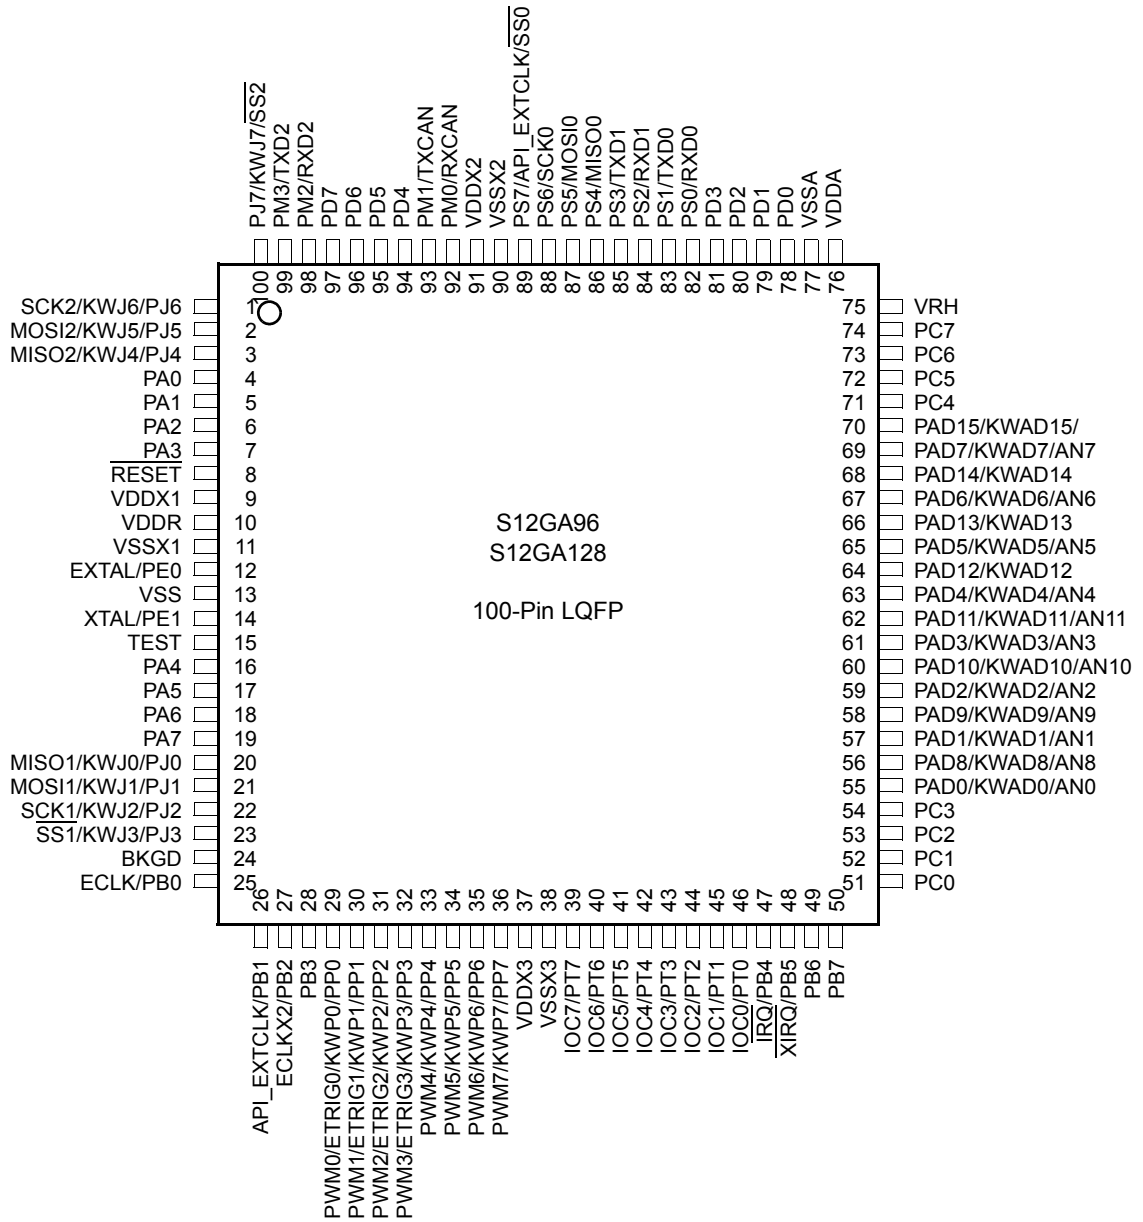 PJ7/KWJ7/SS2
PM3/TXD2
PM2/RXD2
PD7
PD6
PD5
PD4
PM1/TXCAN
PM0/RXCAN
VDDX2
VSSX2
PS7/API_EXTCLK/SS0
PS6/SCK0
PS5/MOSI0
PS4/MISO0
PS3/TXD1
PS2/RXD1
PS1/TXD0
PS0/RXD0
PD3
PD2
PD1
PD0
VSSA
VDDA
100
99
98
97
96
95
94
93
92
91
90
89
88
87
86
85
84
83
82
81
80
79
78
77
76
SCK2/KWJ6/PJ6 1
MOSI2/KWJ5/PJ5 2
MISO2/KWJ4/PJ4 3
PA0 4
PA1 5
PA2 6
PA3 7
RESET 8
VDDX1 9
VDDR 10
VSSX1 11
EXTAL/PE0 12
VSS 13
XTAL/PE1 14
TEST 15
PA4 16
PA5 17
PA6 18
PA7 19
MISO1/KWJ0/PJ0 20
MOSI1/KWJ1/PJ1 21
SCK1/KWJ2/PJ2 22
SS1/KWJ3/PJ3 23
BKGD 24
ECLK/PB0 25
S12GA96
S12GA128
100-Pin LQFP
75 VRH
74 PC7
73 PC6
72 PC5
71 PC4
70 PAD15/KWAD15/
69 PAD7/KWAD7/AN7
68 PAD14/KWAD14
67 PAD6/KWAD6/AN6
66 PAD13/KWAD13
65 PAD5/KWAD5/AN5
64 PAD12/KWAD12
63 PAD4/KWAD4/AN4
62 PAD11/KWAD11/AN11
61 PAD3/KWAD3/AN3
60 PAD10/KWAD10/AN10
59 PAD2/KWAD2/AN2
58 PAD9/KWAD9/AN9
57 PAD1/KWAD1/AN1
56 PAD8/KWAD8/AN8
55 PAD0/KWAD0/AN0
54 PC3
53 PC2
52 PC1
51 PC0
26
27
28
29
30
31
32
33
34
35
36
37
38
39
40
41
42
43
44
45
46
47
48
49
50
API_EXTCLK/PB1
ECLKX2/PB2
PB3
PWM0/ETRIG0/KWP0/PP0
PWM1/ETRIG1/KWP1/PP1
PWM2/ETRIG2/KWP2/PP2
PWM3/ETRIG3/KWP3/PP3
PWM4/KWP4/PP4
PWM5/KWP5/PP5
PWM6/KWP6/PP6
PWM7/KWP7/PP7
VDDX3
VSSX3
IOC7/PT7
IOC6/PT6
IOC5/PT5
IOC4/PT4
IOC3/PT3
IOC2/PT2
IOC1/PT1
IOC0/PT0
IRQ/PB4
XIRQ/PB5
PB6
PB7